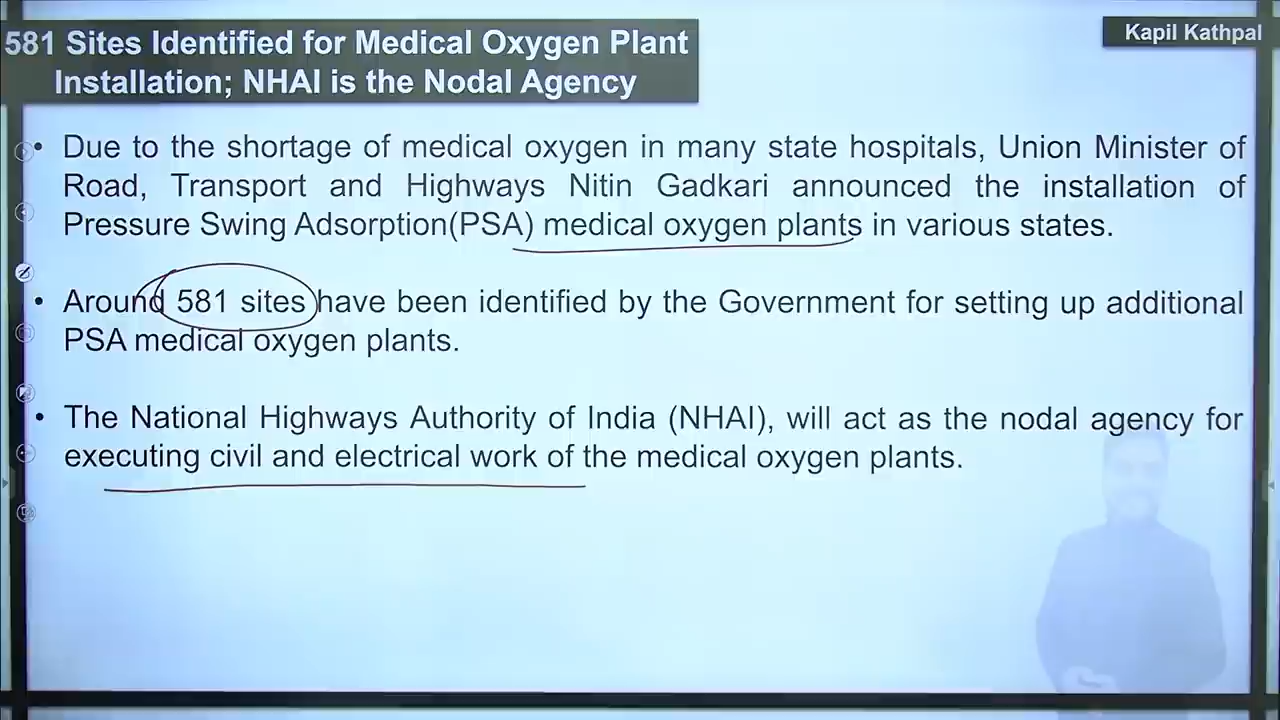 581 Sites Identified for Medical Oxygen Plant
Installation; NHAI is the Nodal Agency
Kapil Kathpal
• Due to the shortage of medical oxygen in many state hospitals, Union Minister of
Road, Transport and Highways Nitin Gadkari announced the installation of
Pressure Swing Adsorption(PSA) medical oxygen plants in various states.
• Around 581 sites have been identified by the Government for setting up additional
PSA medical oxygen plants.
• The National Highways Authority of India (NHAI), will act as the nodal agency for
executing civil and electrical work of the medical oxygen plants.